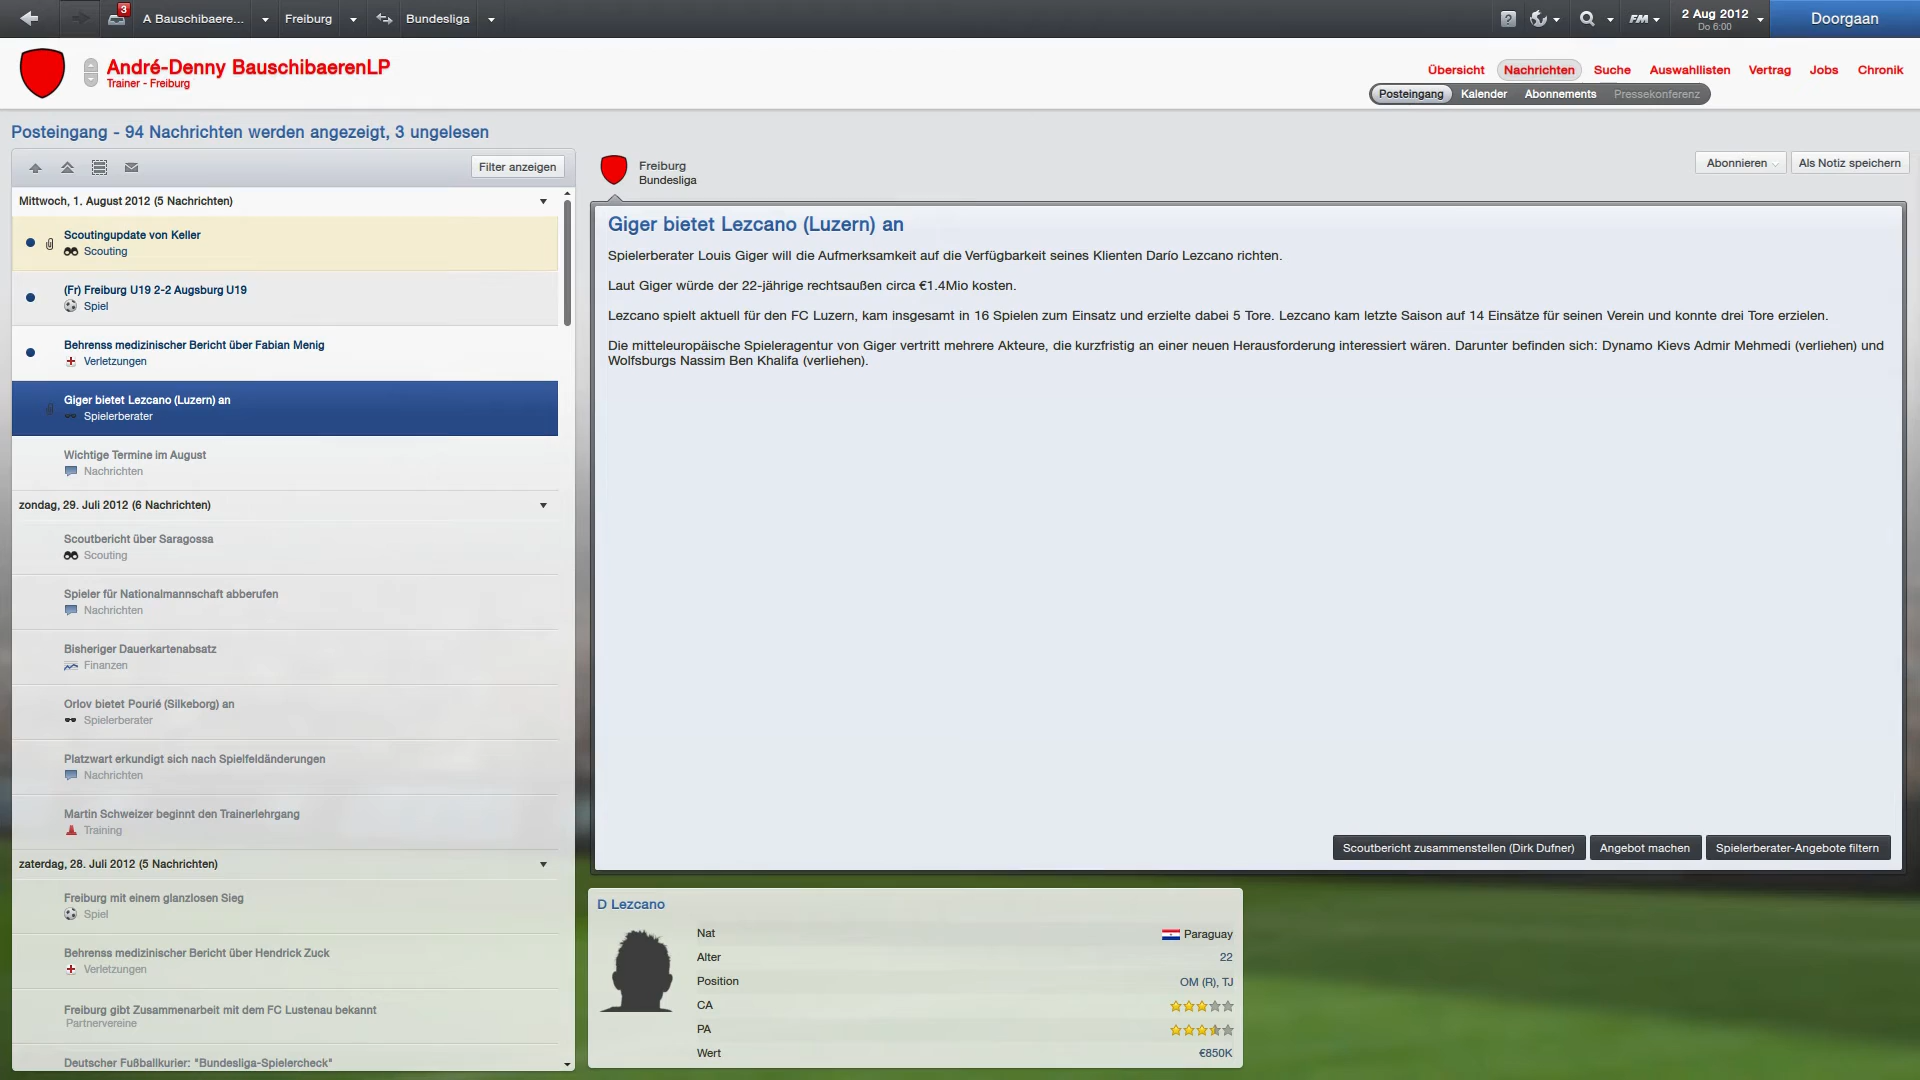 3
A Bauschibaere...
Freiburg
Bundesliga
?
FM
2 Aug 2012
Do 6:00
Doorgaan
André-Denny BauschibaerenLP
Trainer - Freiburg
Übersicht
Nachrichten
Suche
Auswahllisten
Vertrag
Jobs
Chronik
Posteingang
Kalender
Abonnements
Pressekonferenz
Posteingang - 94 Nachrichten werden angezeigt, 3 ungelesen
Filter anzeigen
Mittwoch, 1. August 2012 (5 Nachrichten)
Scoutingupdate von Keller
Scouting
(Fr) Freiburg U19 2-2 Augsburg U19
Spiel
Behrenss medizinischer Bericht über Fabian Menig
Verletzungen
Giger bietet Lezcano (Luzern) an
Spielerberater
Wichtige Termine im August
Nachrichten
zondag, 29. Juli 2012 (6 Nachrichten)
Scoutbericht über Saragossa
Scouting
Spieler für Nationalmannschaft abberufen
Nachrichten
Bisheriger Dauerkartenabsatz
Finanzen
Orlov bietet Pourié (Silkeborg) an
Spielerberater
Platzwart erkundigt sich nach Spielfeldänderungen
Nachrichten
Martin Schweizer beginnt den Trainerlehrgang
Training
zaterdag, 28. Juli 2012 (5 Nachrichten)
Freiburg mit einem glanzlosen Sieg
Spiel
Behrenss medizinischer Bericht über Hendrick Zuck
Verletzungen
Freiburg gibt Zusammenarbeit mit dem FC Lustenau bekannt
Partnervereine
Deutscher Fußballkurier: "Bundesliga-Spielercheck"
Freiburg
Bundesliga
Abonnieren
Als Notiz speichern
Giger bietet Lezcano (Luzern) an
Spielerberater Louis Giger will die Aufmerksamkeit auf die Verfügbarkeit seines Klienten Darío Lezcano richten.
Laut Giger würde der 22-jährige rechtsaußen circa €1.4Mio kosten.
Lezcano spielt aktuell für den FC Luzern, kam insgesamt in 16 Spielen zum Einsatz und erzielte dabei 5 Tore. Lezcano kam letzte Saison auf 14 Einsätze für seinen Verein und konnte drei Tore erzielen.
Die mitteleuropäische Spieleragentur von Giger vertritt mehrere Akteure, die kurzfristig an einer neuen Herausforderung interessiert wären. Darunter befinden sich: Dynamo Kievs Admir Mehmedi (verliehen) und
Wolfsburgs Nassim Ben Khalifa (verliehen).
Scoutbericht zusammenstellen (Dirk Dufner)
Angebot machen
Spielerberater-Angebote filtern
D Lezcano
Nat
Paraguay
Alter
22
Position
OM (R), TJ
CA
PA
Wert
€850K